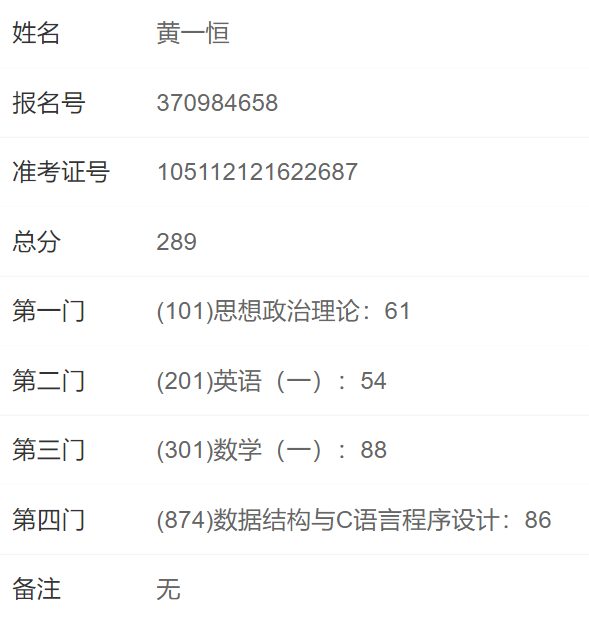 姓名 黄一恒
报名号 370984658
准考证号 105112121622687
总分 289
第一门 (101)思想政治理论：61
第二门 (201)英语（一）：54
第三门 (301)数学（一）：88
第四门 (874)数据结构与C语言程序设计：86
备注 无